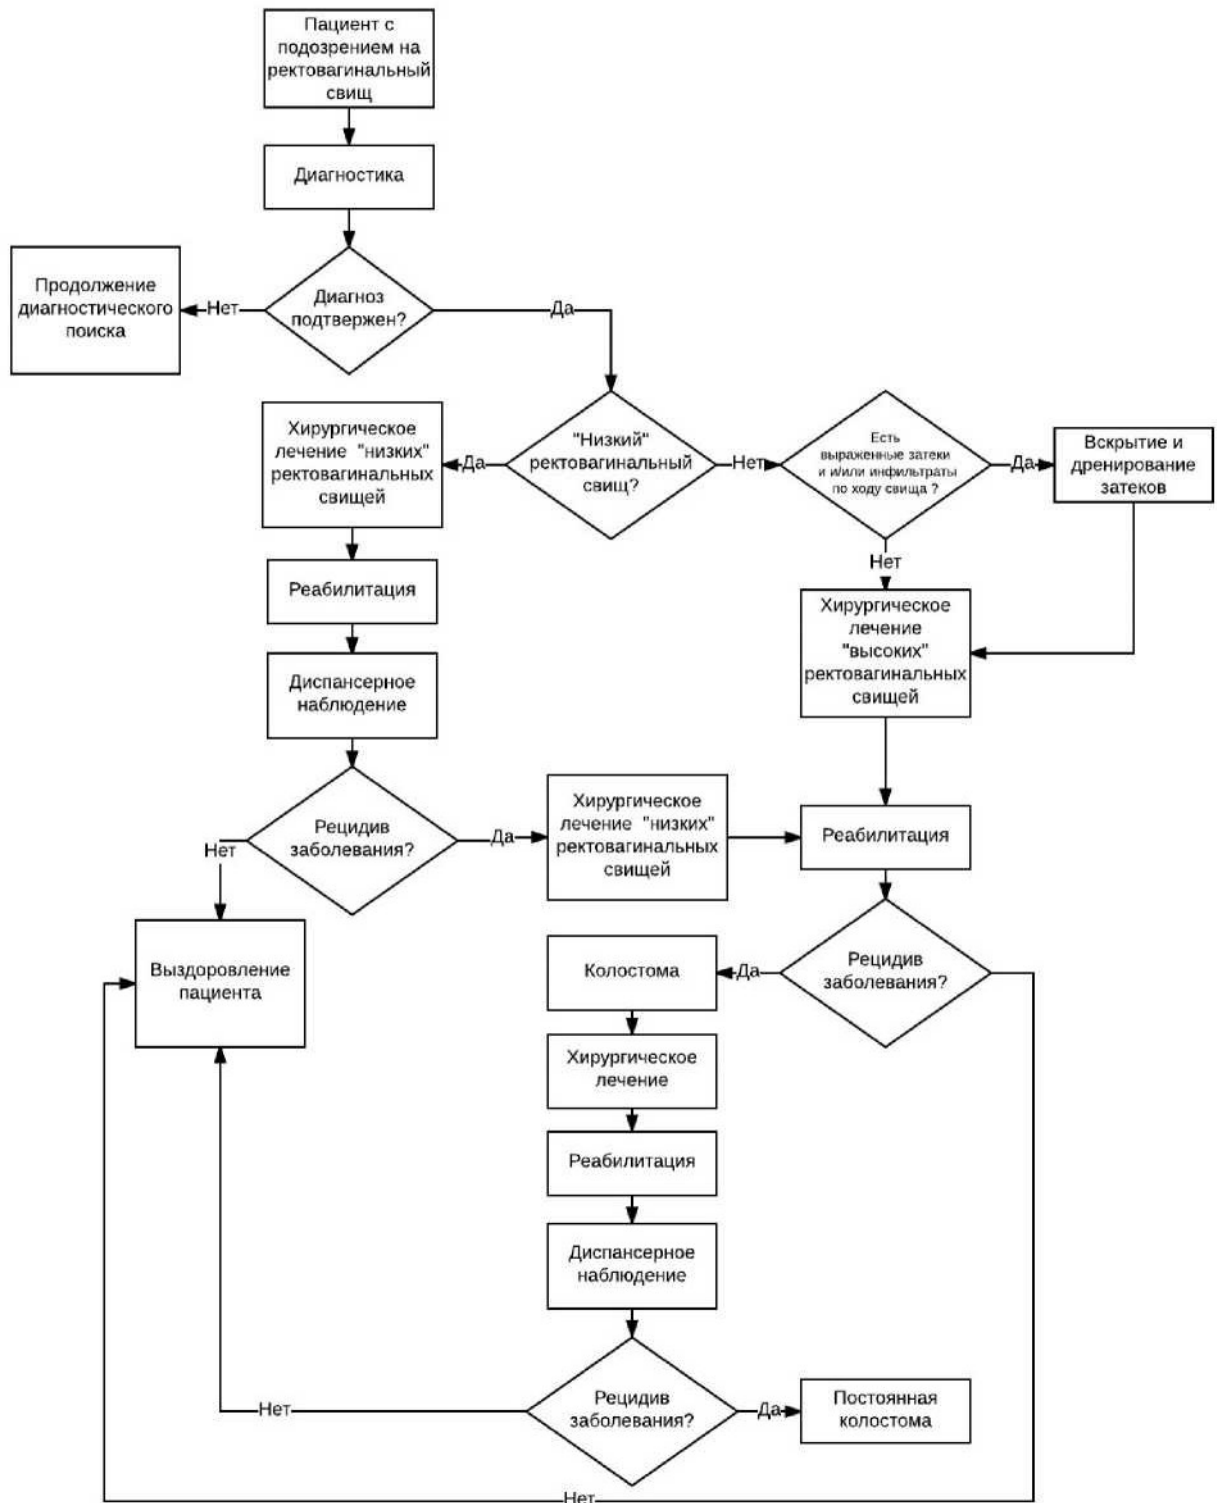 Пациент с
подозрением на
ректовагинальный
свищ
Диагностика
Диагноз
подтвержен?
Нет
Да
Продолжение
диагностического
поиска
"Низкий"
ректовагинальный
свищ?
Да
Нет
Хирургическое
лечение "низких"
ректовагинальных
свищей
Есть
выраженные затеки
и и/или инфильтраты
по ходу свища ?
Да
Нет
Вскрытие и
дренирование
затеков
Реабилитация
Хирургическое
лечение
"высоких"
ректовагинальных
свищей
Диспансерное
наблюдение
Рецидив
заболевания?
Нет
Да
Хирургическое
лечение "низких"
ректовагинальных
свищей
Реабилитация
Выздоровление
пациента
Рецидив
заболевания?
Да
Колостома
Хирургическое
лечение
Реабилитация
Диспансерное
наблюдение
Рецидив
заболевания?
Нет
Да
Постоянная
колостома
Нет